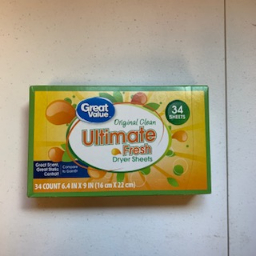 Great
Value
Original Clean
Ultimate
Fresh
Dryer Sheets
34
SHEETS
34 COUNT 6.4 IN X 9 IN (16 cm X 22 cm)